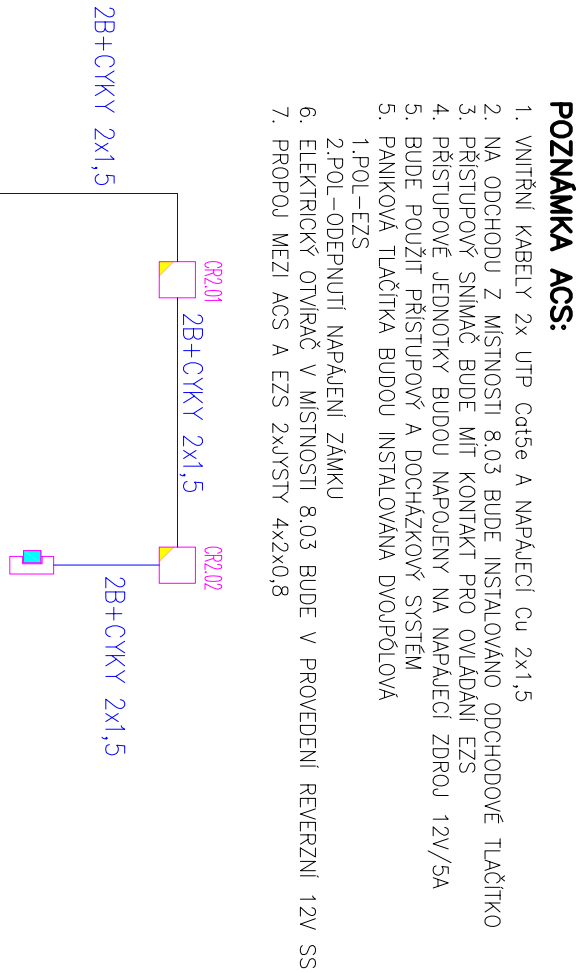 POZNÁMKA ACS:
1. VNITŘNÍ KABELY 2x UTP Cat5e A NAPÁJECÍ Cu 2x1,5
2. NA ODCHODU Z MÍSTNOSTI 8.03 BUDE INSTALOVÁNO ODCHODOVÉ TLAČÍTKO
3. PŘÍSTUPOVÝ SNÍMAČ BUDE MÍT KONTAKT PRO OVLÁDÁNÍ EZS
4. PŘÍSTUPOVÉ JEDNOTKY BUDOU NAPOJENY NA NAPÁJECÍ ZDROJ 12V/5A
5. BUDE POUŽIT PŘÍSTUPOVÝ A DOCHÁZKOVÝ SYSTÉM
5. PANIKOVÁ TLAČÍTKA BUDOU INSTALOVÁNA DVOJPÓLOVÁ
1.POL-EZS
2.POL-ODEPNUTÍ NAPÁJENÍ ZÁMKU
6. ELEKTRICKÝ OTVÍRAČ V MÍSTNOSTI 8.03 BUDE V PROVEDENÍ REVERZNÍ 12V SS
7. PROPOJ MEZI ACS A EZS 2xJYSTY 4x2x0,8
CR2.01
CR2.02
2B+CYKY 2x1,5
2B+CYKY 2x1,5
2B+CYKY 2x1,5